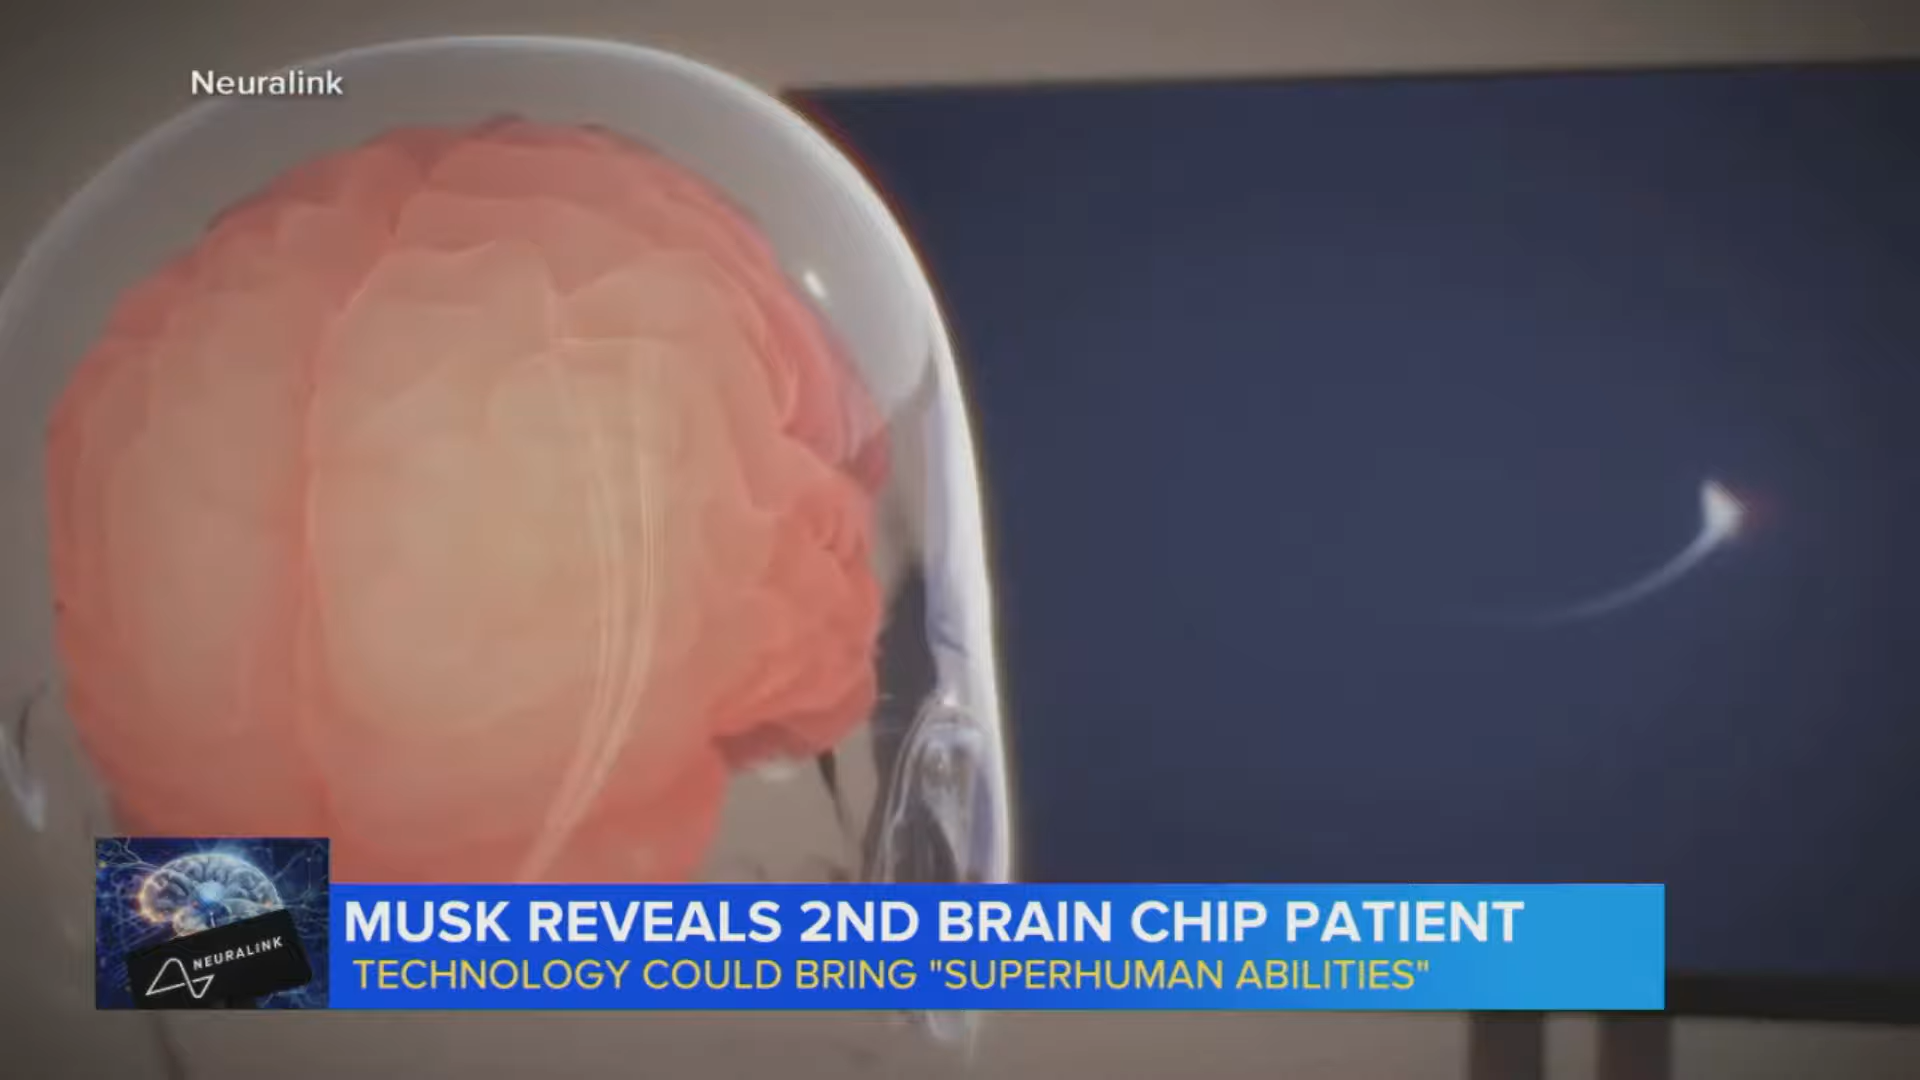 Neuralink
NEURALINK
MUSK REVEALS 2ND BRAIN CHIP PATIENT
TECHNOLOGY COULD BRING "SUPERHUMAN ABILITIES"